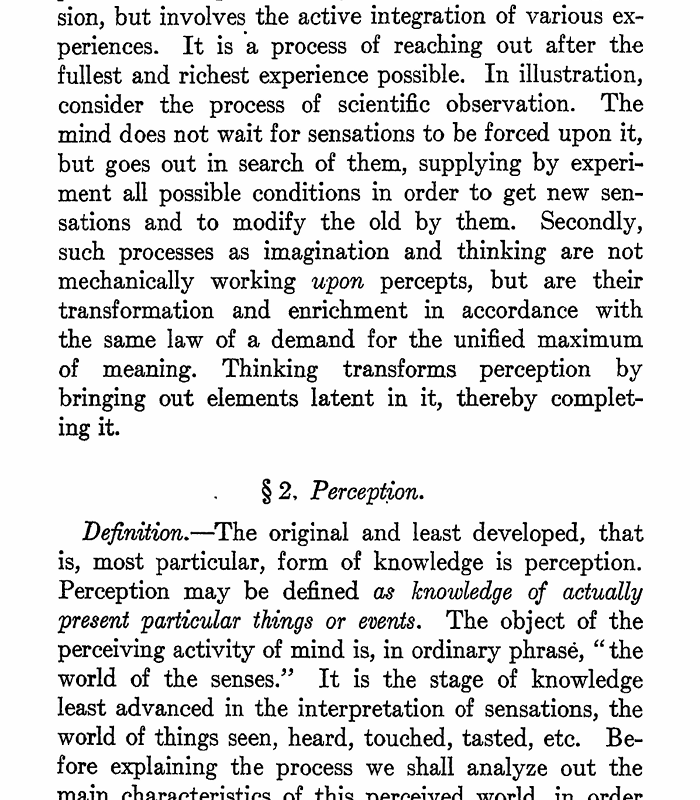 sion, but involves the active integration of various ex-
periences. It is a process of reaching out after the
fullest and richest experience possible. In illustration,
consider the process of scientific observation. The
mind does not wait for sensations to be forced upon it,
but goes out in search of them, supplying by experi-
ment all possible conditions in order to get new sen-
sations and to modify the old by them. Secondly,
such processes as imagination and thinking are not
mechanically working upon percepts, but are their
transformation and enrichment in accordance with
the same law of a demand for the unified maximum
of meaning. Thinking transforms perception by
bringing out elements latent in it, thereby complet-
ing it.
§ 2. Perception.
Definition.—The original and least developed, that
is, most particular, form of knowledge is perception.
Perception may be defined as knowledge of actually
present particular things or events. The object of the
perceiving activity of mind is, in ordinary phrase, “the
world of the senses.” It is the stage of knowledge
least advanced in the interpretation of sensations, the
world of things seen, heard, touched, tasted, etc. Be-
fore explaining the process we shall analyze out the
main characteristics of this perceived world, in order